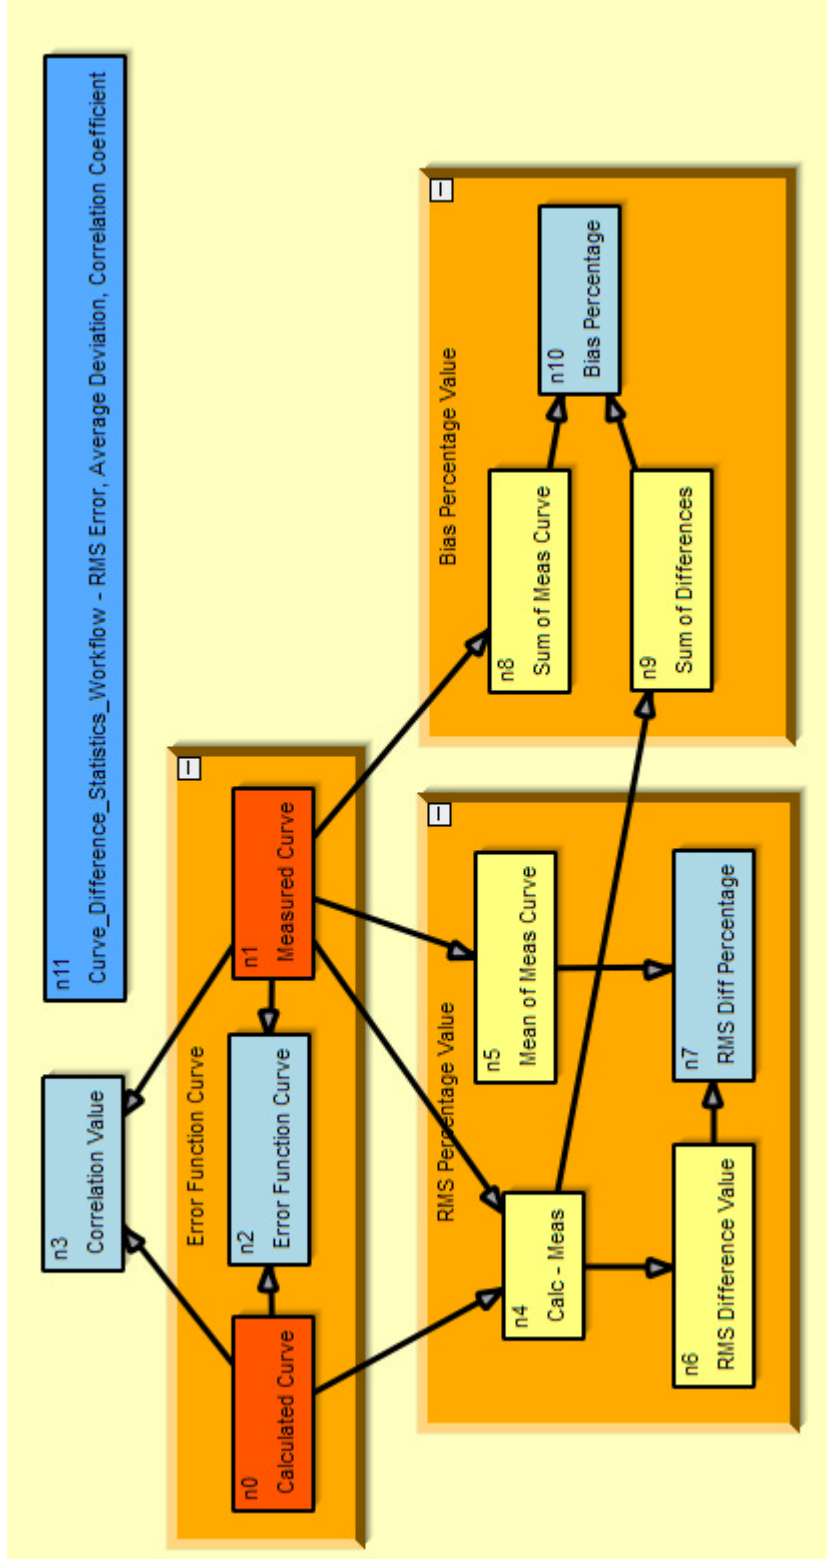 n11
Curve_Difference_Statistics_Workflow - RMS Error, Average Deviation, Correlation Coefficient
n3
Correlation Value
Error Function Curve
n0
Calculated Curve
n2
Error Function Curve
n1
Measured Curve
RMS Percentage Value
n4
Calc - Meas
n5
Mean of Meas Curve
n6
RMS Difference Value
n7
RMS Diff Percentage
Bias Percentage Value
n8
Sum of Meas Curve
n9
Sum of Differences
n10
Bias Percentage